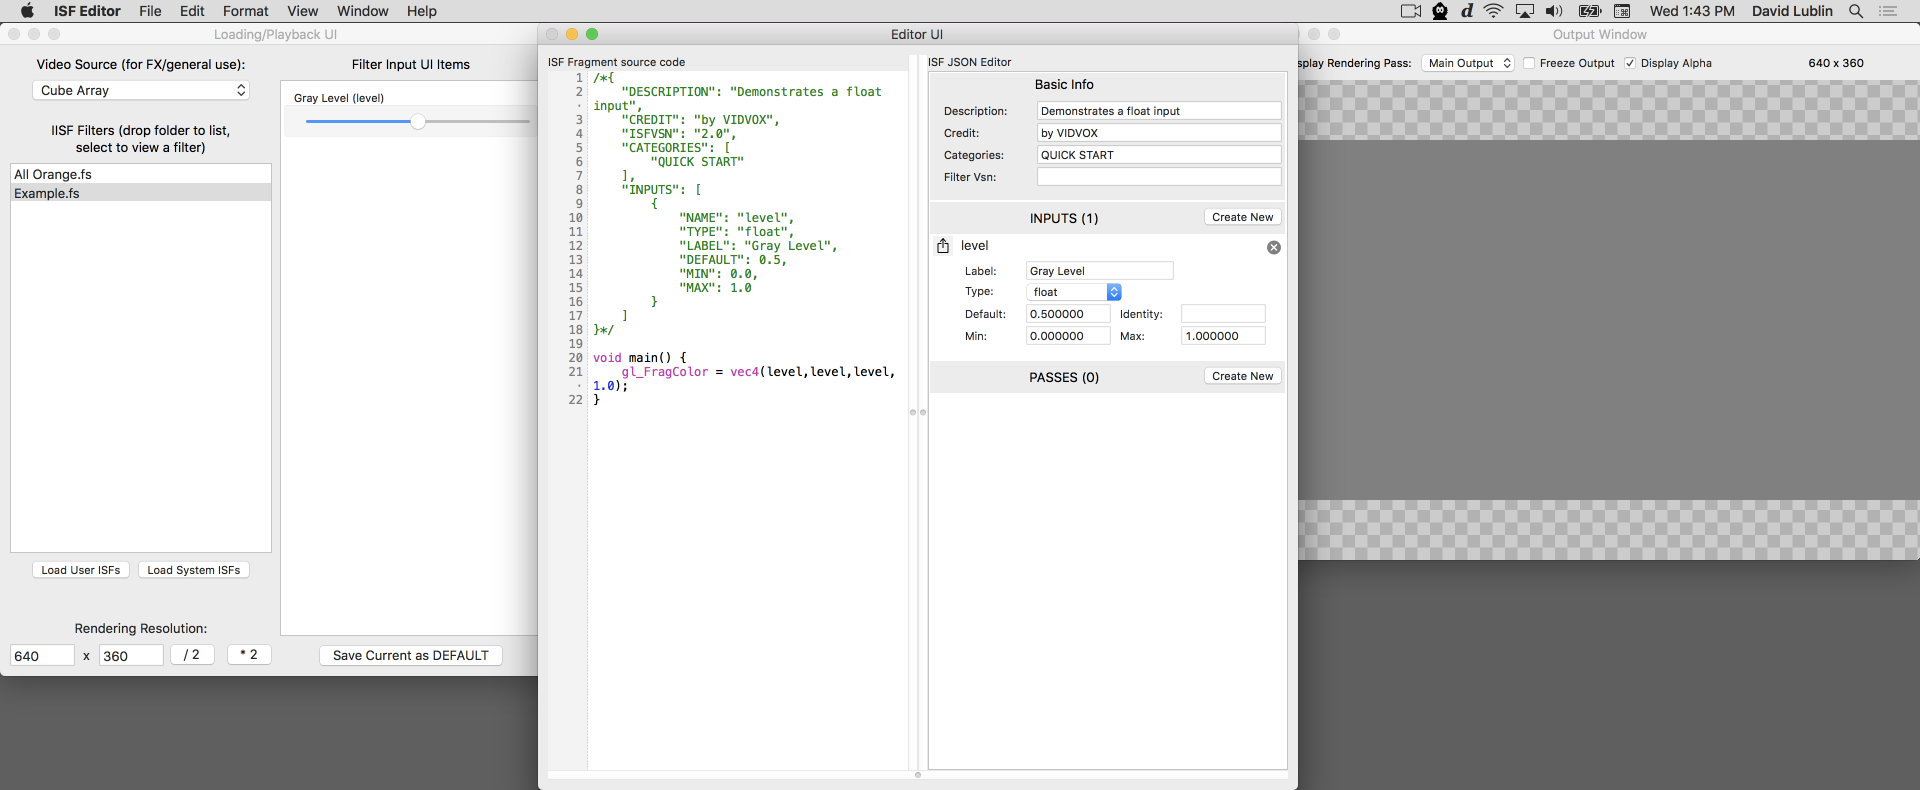 ISF Editor File Edit Format View Window Help
Wed 1:43 PM David Lublin
Loading/Playback UI
Video Source (for FX/general use):
Cube Array
IISF Filters (drop folder to list,
select to view a filter)
All Orange.fs
Example.fs
Load User ISFs
Load System ISFs
Rendering Resolution:
640 x 360 / 2 * 2
Filter Input UI Items
Gray Level (level)
Save Current as DEFAULT
Editor UI
ISF Fragment source code
1 /*{
2 "DESCRIPTION": "Demonstrates a float
· input",
3 "CREDIT": "by VIDVOX",
4 "ISFVSN": "2.0",
5 "CATEGORIES": [
6 "QUICK START"
7 ],
8 "INPUTS": [
9 {
10 "NAME": "level",
11 "TYPE": "float",
12 "LABEL": "Gray Level",
13 "DEFAULT": 0.5,
14 "MIN": 0.0,
15 "MAX": 1.0
16 }
17 ]
18 }*/
19
20 void main() {
21 gl_FragColor = vec4(level,level,level,
· 1.0);
22 }
ISF JSON Editor
Basic Info
Description: Demonstrates a float input
Credit: by VIDVOX
Categories: QUICK START
Filter Vsn:
INPUTS (1) Create New
level
Label: Gray Level
Type: float
Default: 0.500000 Identity:
Min: 0.000000 Max: 1.000000
PASSES (0) Create New
Output Window
splay Rendering Pass: Main Output Freeze Output Display Alpha 640 x 360